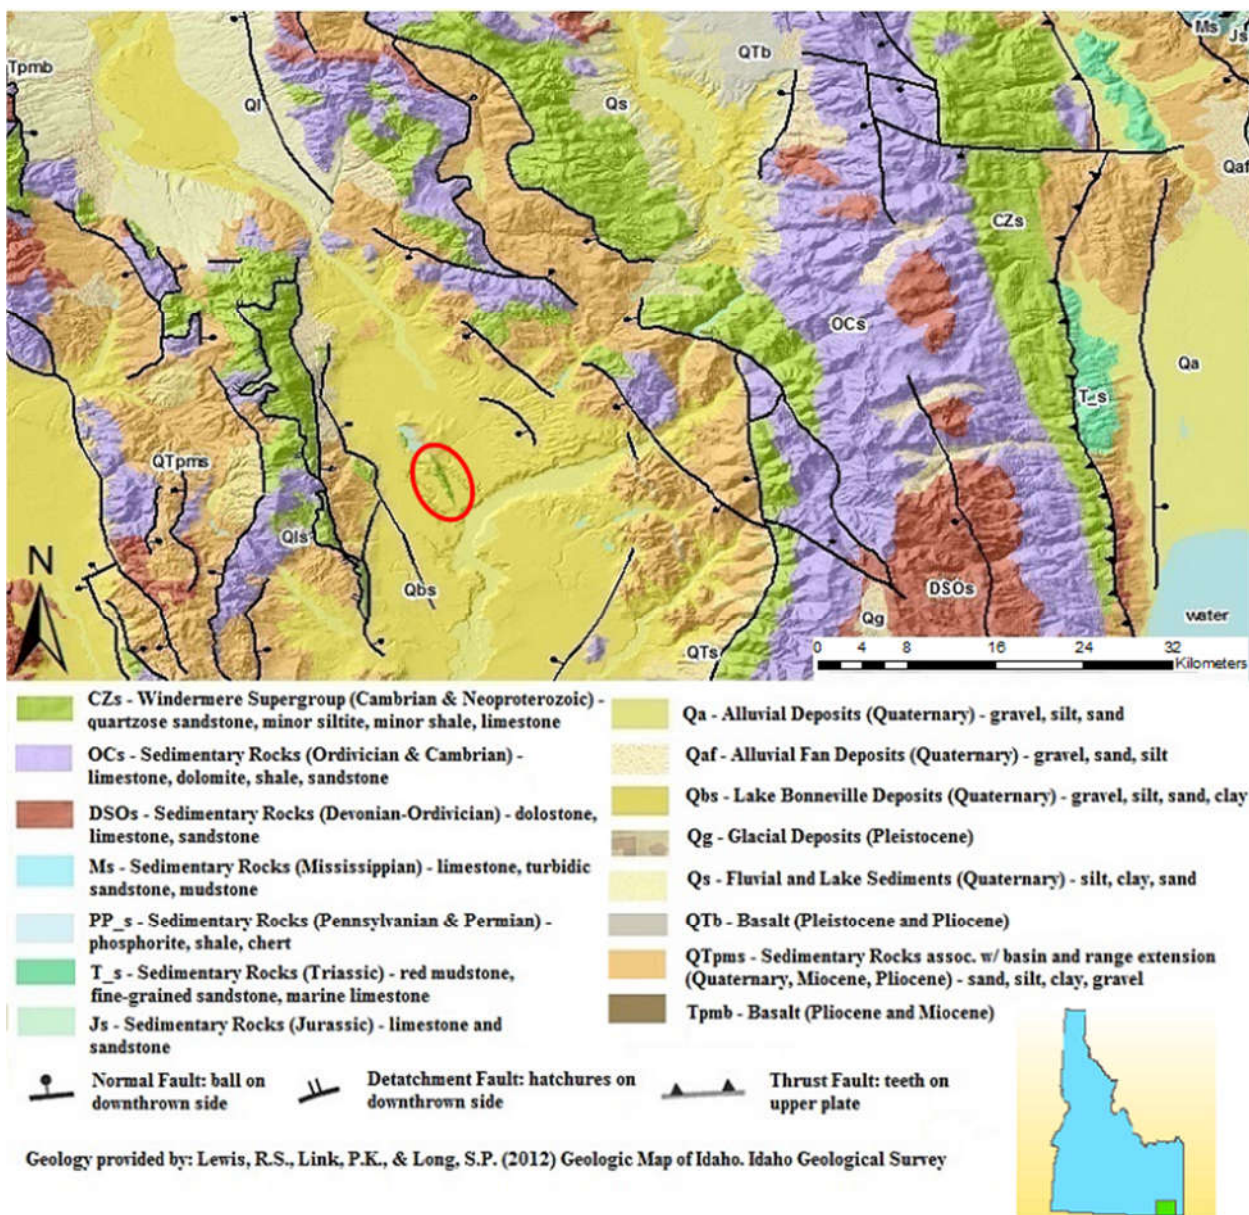 Tpmb
Ql
Qs
QTb
Ms
Js
Qaf
CZs
OCs
Qa
T_s
QTpms
Qls
Qbs
DSOs
Qg
QTs
water
N
0 4 8 16 24 32
Kilometers
CZs - Windermere Supergroup (Cambrian & Neoproterozoic) -
quartzose sandstone, minor siltite, minor shale, limestone
OCs - Sedimentary Rocks (Ordivician & Cambrian) -
limestone, dolomite, shale, sandstone
DSOs - Sedimentary Rocks (Devonian-Ordivician) - dolostone,
limestone, sandstone
Ms - Sedimentary Rocks (Mississippian) - limestone, turbidic
sandstone, mudstone
PP_s - Sedimentary Rocks (Pennsylvanian & Permian) -
phosphorite, shale, chert
T_s - Sedimentary Rocks (Triassic) - red mudstone,
fine-grained sandstone, marine limestone
Js - Sedimentary Rocks (Jurassic) - limestone and
sandstone
Qa - Alluvial Deposits (Quaternary) - gravel, silt, sand
Qaf - Alluvial Fan Deposits (Quaternary) - gravel, sand, silt
Qbs - Lake Bonneville Deposits (Quaternary) - gravel, silt, sand, clay
Qg - Glacial Deposits (Pleistocene)
Qs - Fluvial and Lake Sediments (Quaternary) - silt, clay, sand
QTb - Basalt (Pleistocene and Pliocene)
QTpms - Sedimentary Rocks assoc. w/ basin and range extension
(Quaternary, Miocene, Pliocene) - sand, silt, clay, gravel
Tpmb - Basalt (Pliocene and Miocene)
Normal Fault: ball on
downthrown side
Detatchment Fault: hatchures on
downthrown side
Thrust Fault: teeth on
upper plate
Geology provided by: Lewis, R.S., Link, P.K., & Long, S.P. (2012) Geologic Map of Idaho. Idaho Geological Survey